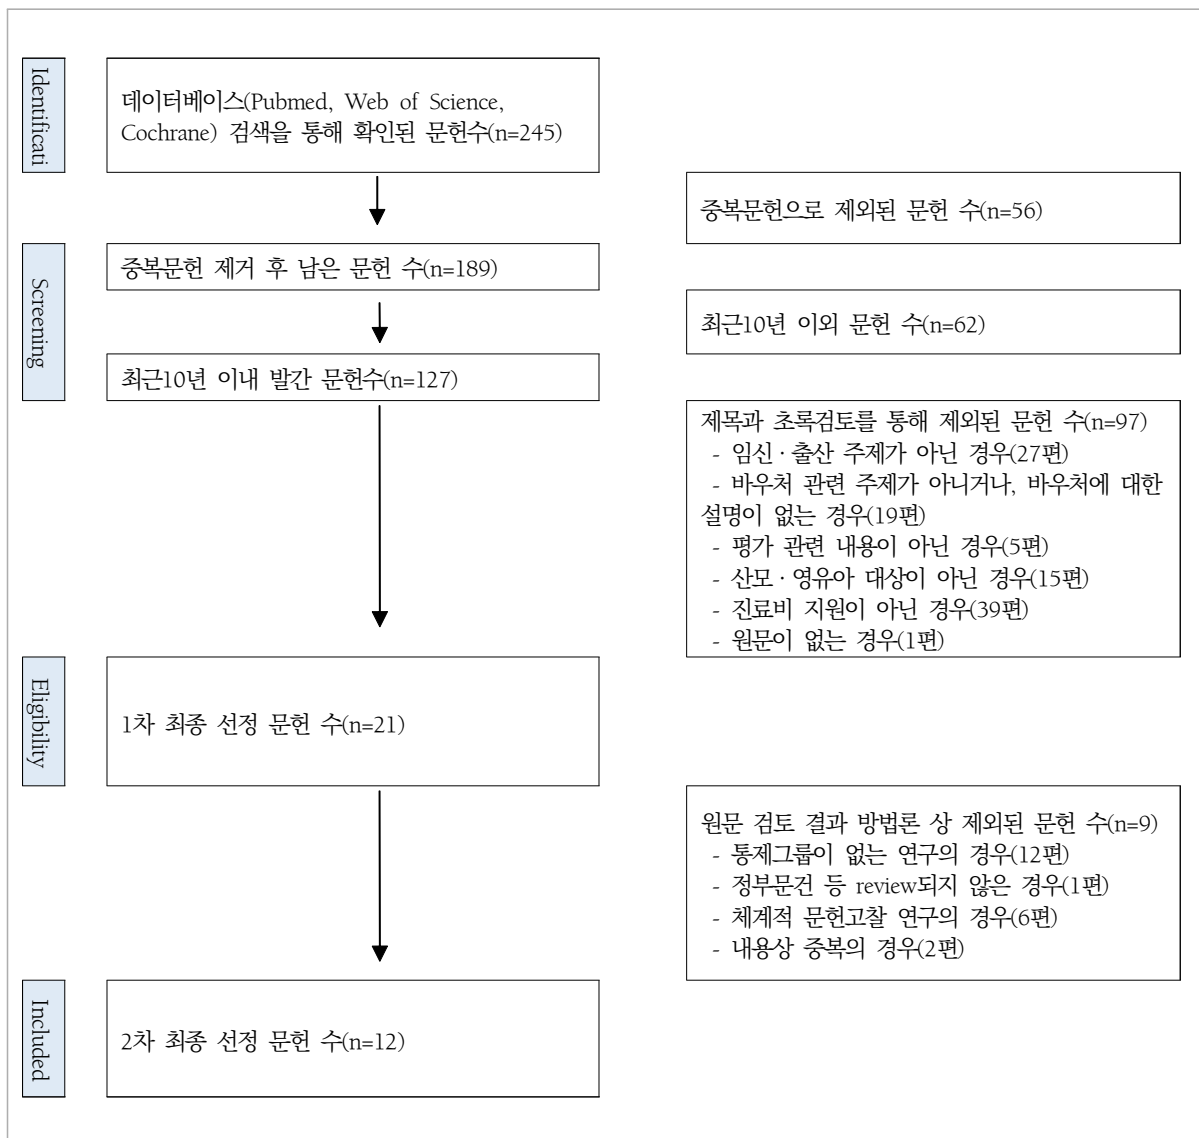 Identificati
데이터베이스(Pubmed, Web of Science,
Cochrane) 검색을 통해 확인된 문헌수(n=245)
중복문헌으로 제외된 문헌 수(n=56)
Screening
중복문헌 제거 후 남은 문헌 수(n=189)
최근10년 이외 문헌 수(n=62)
최근10년 이내 발간 문헌수(n=127)
제목과 초록검토를 통해 제외된 문헌 수(n=97)
- 임신·출산 주제가 아닌 경우(27편)
- 바우처 관련 주제가 아니거나, 바우처에 대한
설명이 없는 경우(19편)
- 평가 관련 내용이 아닌 경우(5편)
- 산모·영유아 대상이 아닌 경우(15편)
- 진료비 지원이 아닌 경우(39편)
- 원문이 없는 경우(1편)
Eligibility
1차 최종 선정 문헌 수(n=21)
원문 검토 결과 방법론 상 제외된 문헌 수(n=9)
- 통제그룹이 없는 연구의 경우(12편)
- 정부문건 등 review되지 않은 경우(1편)
- 체계적 문헌고찰 연구의 경우(6편)
- 내용상 중복의 경우(2편)
Included
2차 최종 선정 문헌 수(n=12)